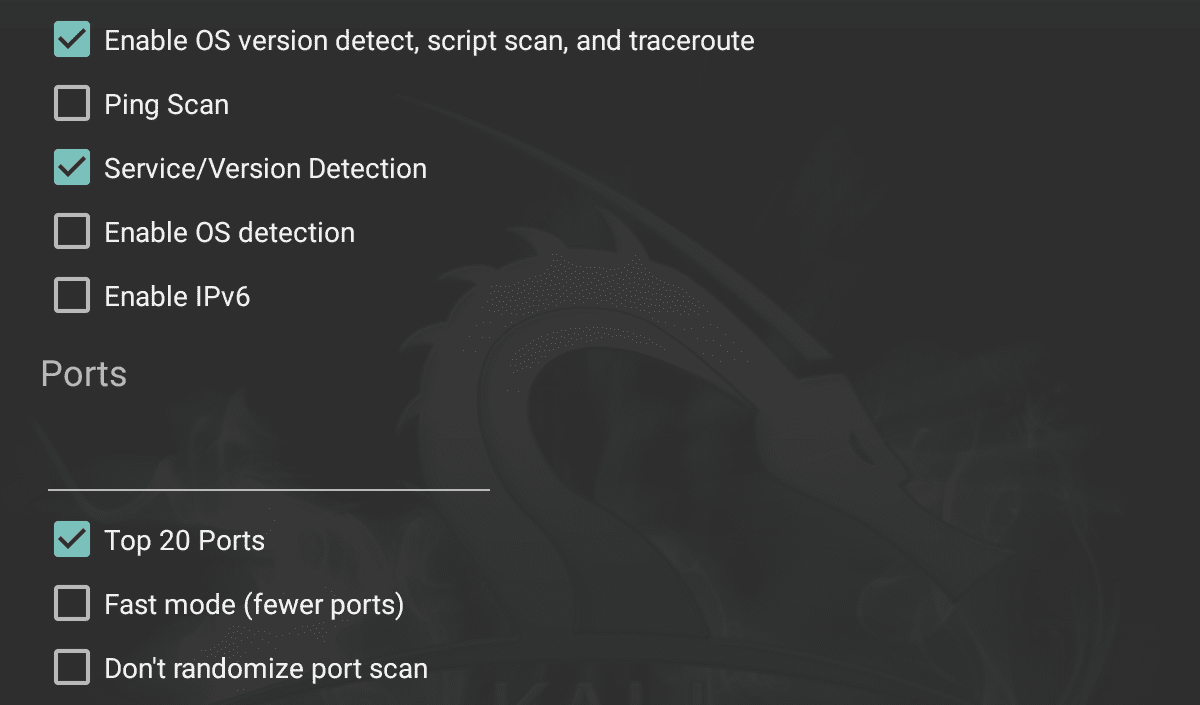 Enable OS version detect, script scan, and traceroute
Ping Scan
Service/Version Detection
Enable OS detection
Enable IPv6
Ports
Top 20 Ports
Fast mode (fewer ports)
Don't randomize port scan
KALI